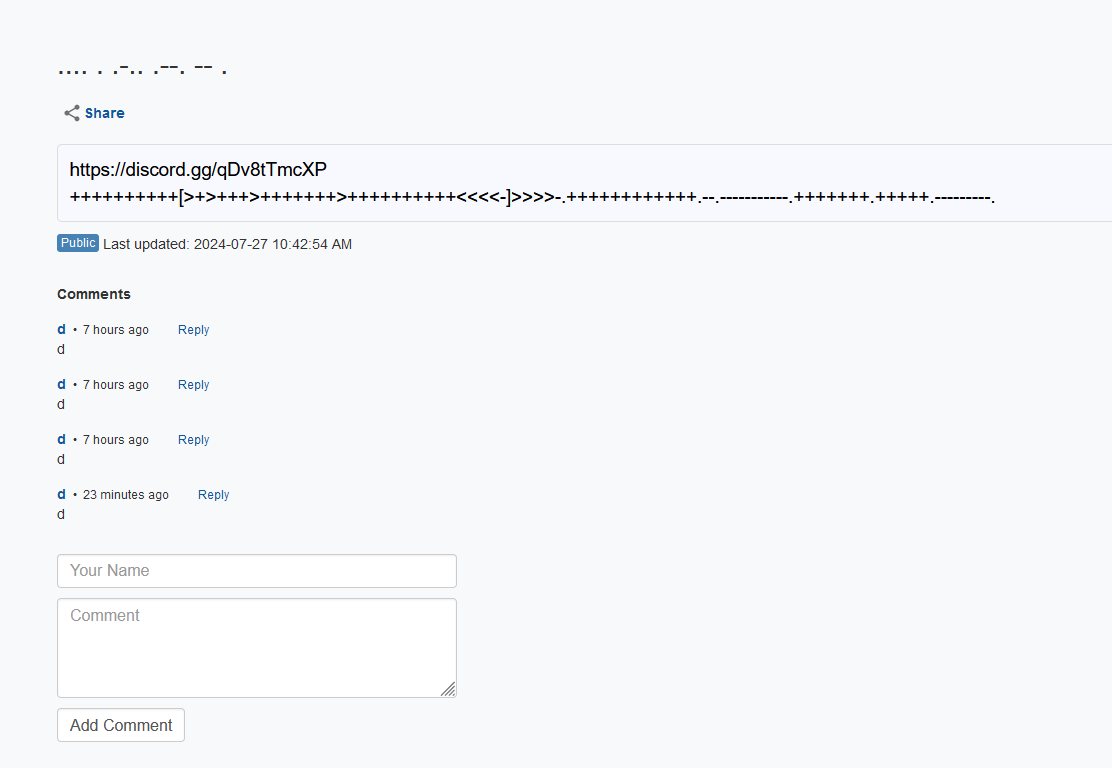 .... . .-.. .--. -- .
Share
https://discord.gg/qDv8tTmcXP
++++++++++[>+>+++>+++++++>++++++++++<<<<-]>>>>-.++++++++++++.--.-----------.+++++++.+++++.---------.
Public Last updated: 2024-07-27 10:42:54 AM
Comments
d • 7 hours ago Reply
d
d • 7 hours ago Reply
d
d • 7 hours ago Reply
d
d • 23 minutes ago Reply
d
Your Name
Comment
Add Comment